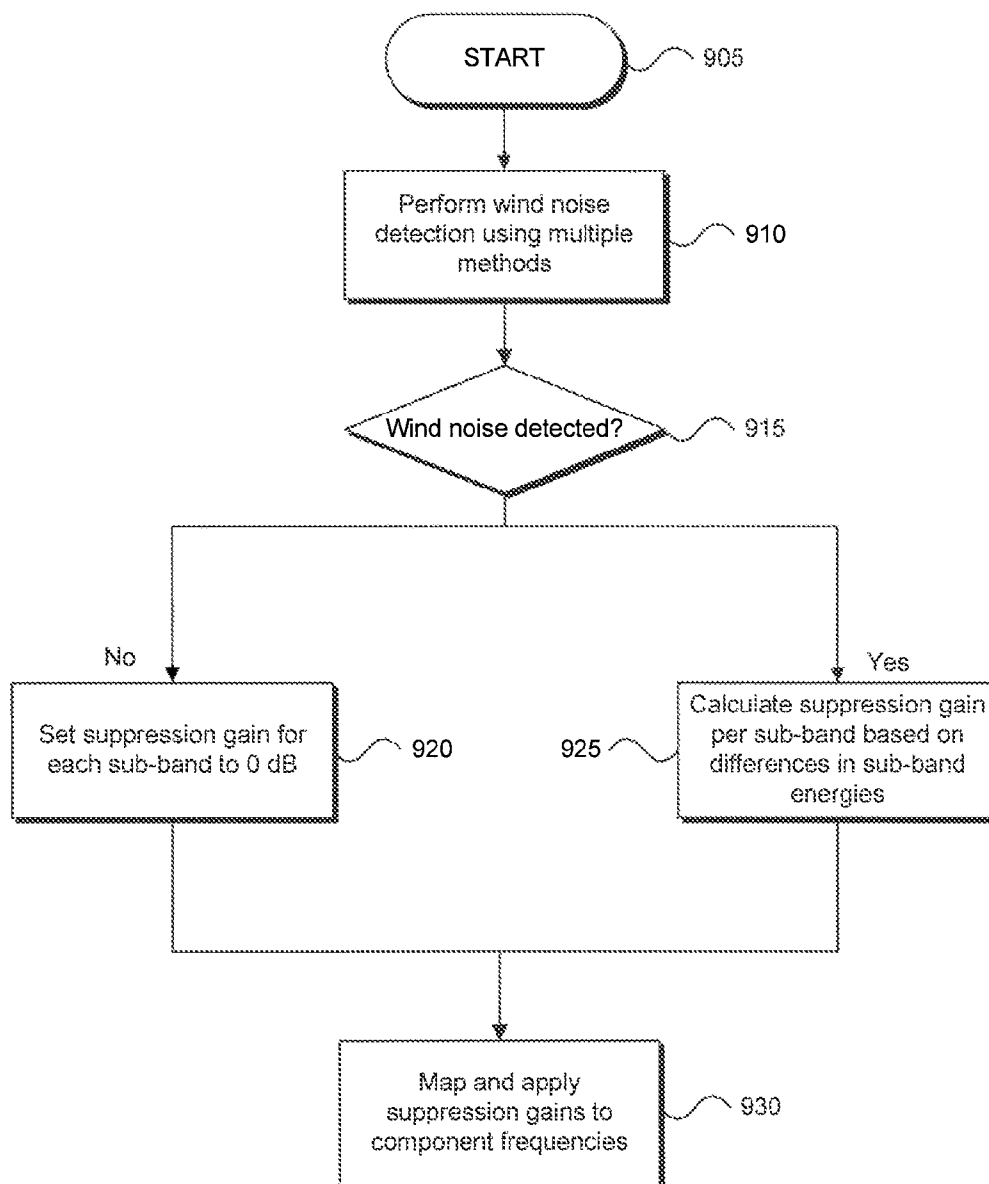 START
905
Perform wind noise
detection using multiple
methods
910
Wind noise detected?
915
No
Yes
Set suppression gain for
each sub-band to 0 dB
920
925
Calculate suppression gain
per sub-band based on
differences in sub-band
energies
Map and apply
suppression gains to
component frequencies
930